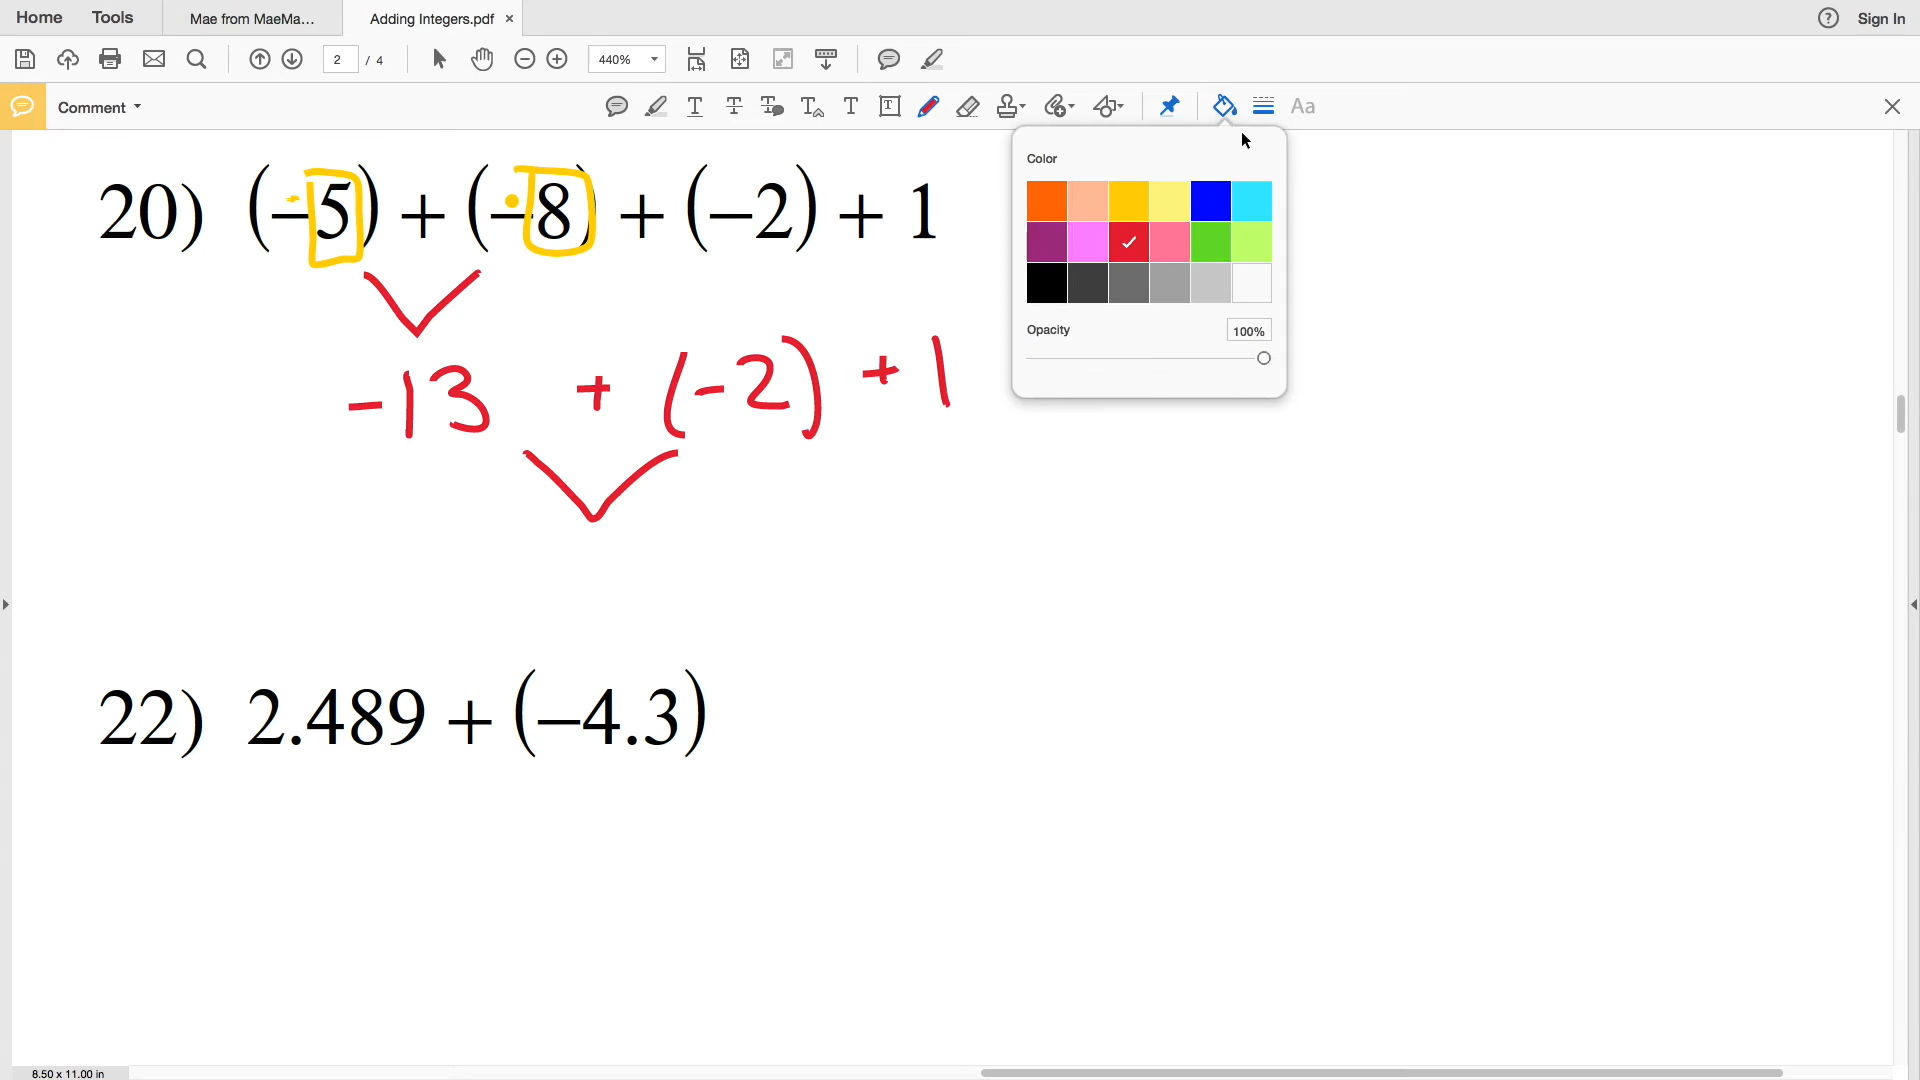 Home Tools Mae from MaeMa... Adding Integers.pdf × ? Sign In
2 / 4 440%
Comment T T T T T T Aa
Color
Opacity 100%
20) (−5) + (−8) + (−2) + 1
-13 + (-2) + 1
22) 2.489 + (−4.3)
8.50 x 11.00 in